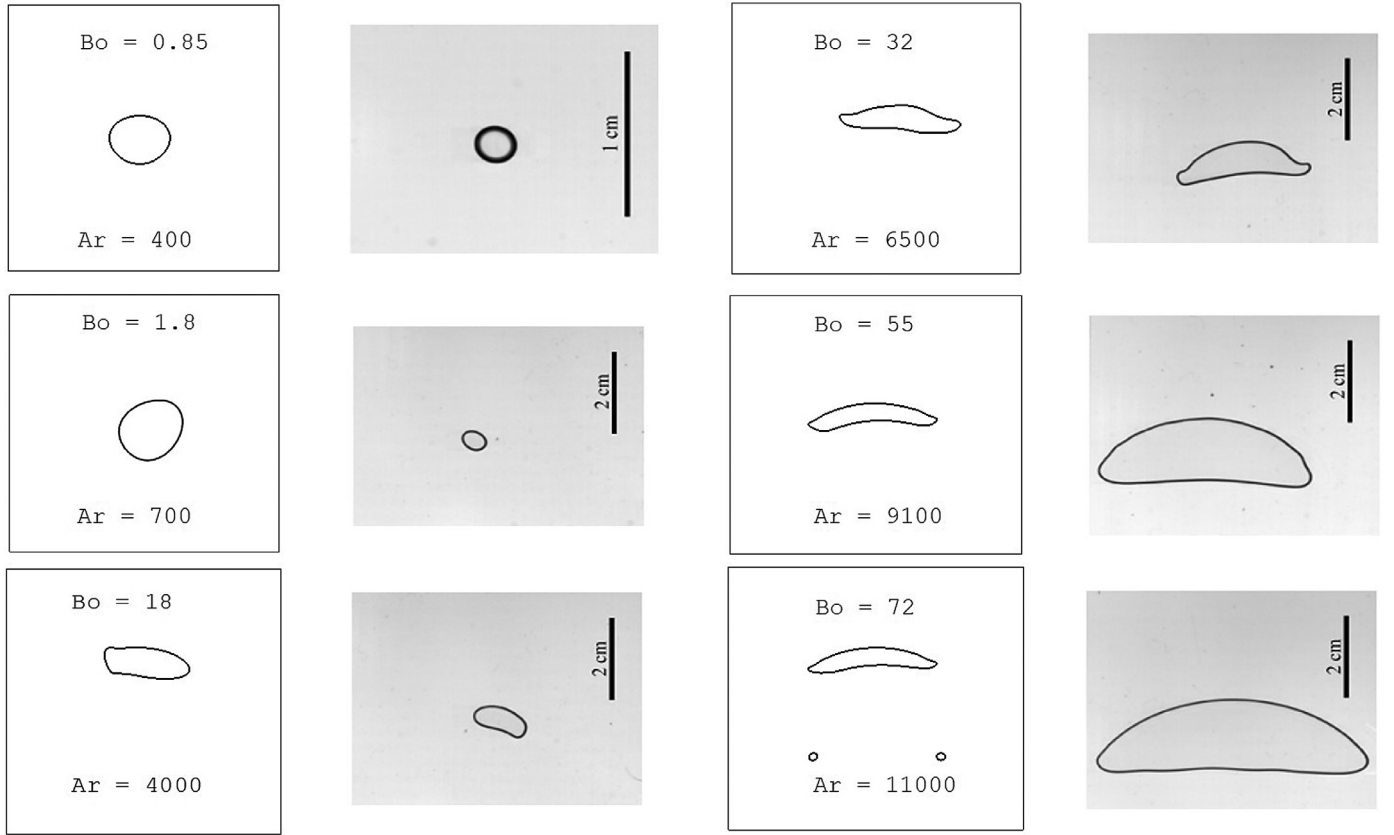 Bo = 0.85
Ar = 400
1 cm
Bo = 32
Ar = 6500
2 cm
Bo = 1.8
Ar = 700
2 cm
Bo = 55
Ar = 9100
2 cm
Bo = 18
Ar = 4000
2 cm
Bo = 72
Ar = 11000
2 cm